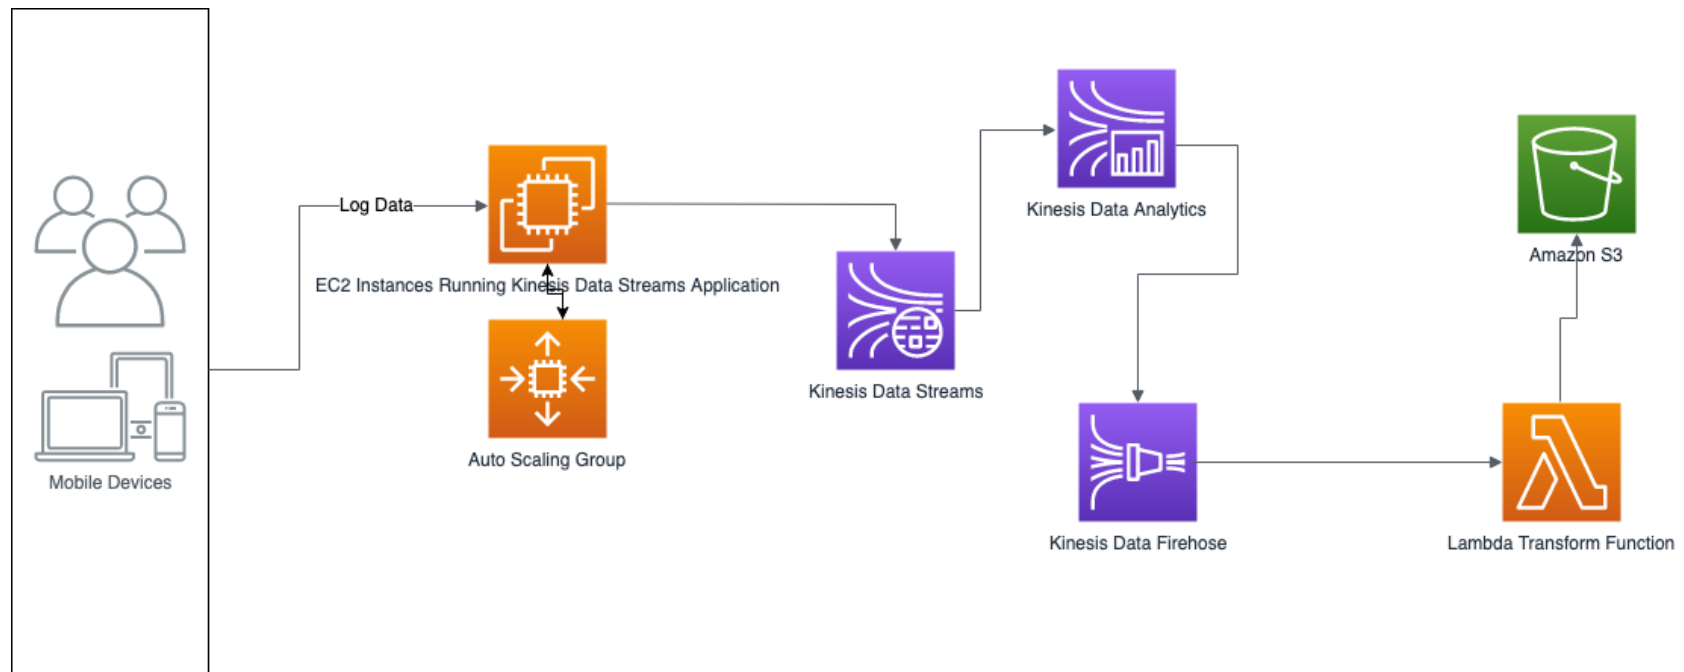 Mobile Devices
Log Data
EC2 Instances Running Kinesis Data Streams Application
Auto Scaling Group
Kinesis Data Streams
Kinesis Data Analytics
Kinesis Data Firehose
Lambda Transform Function
Amazon S3